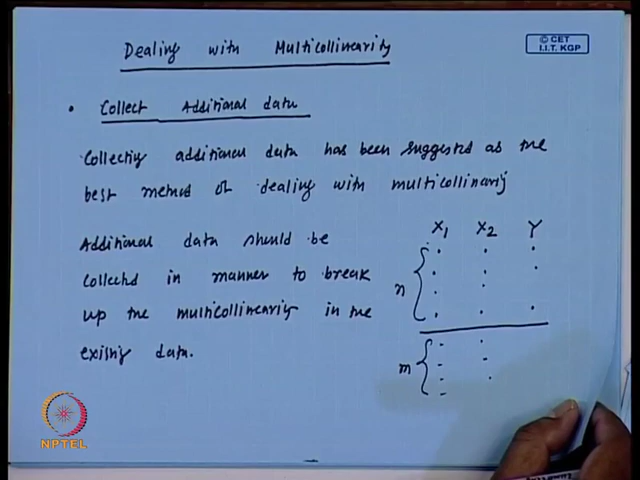 Dealing with Multicollinearity
© CET
I.I.T. KGP
• Collect Additional data
Collecting additional data has been suggested as the
best method of dealing with multicollinearity
Additional data should be
collected in manner to break
up the multicollinearity in the
existing data.
X1 X2 Y
n
m
NPTEL